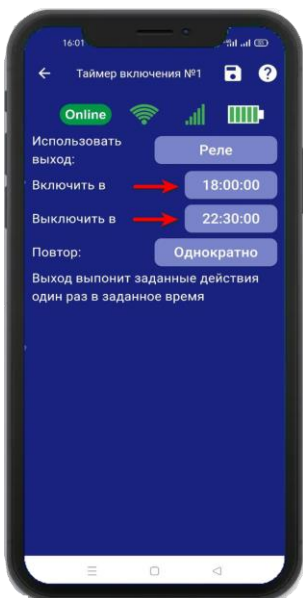 16:01
Таймер включения №1
Online
Использовать выход:
Реле
Включить в
18:00:00
Выключить в
22:30:00
Повтор:
Однократно
Выход выпонит заданные действия
один раз в заданное время